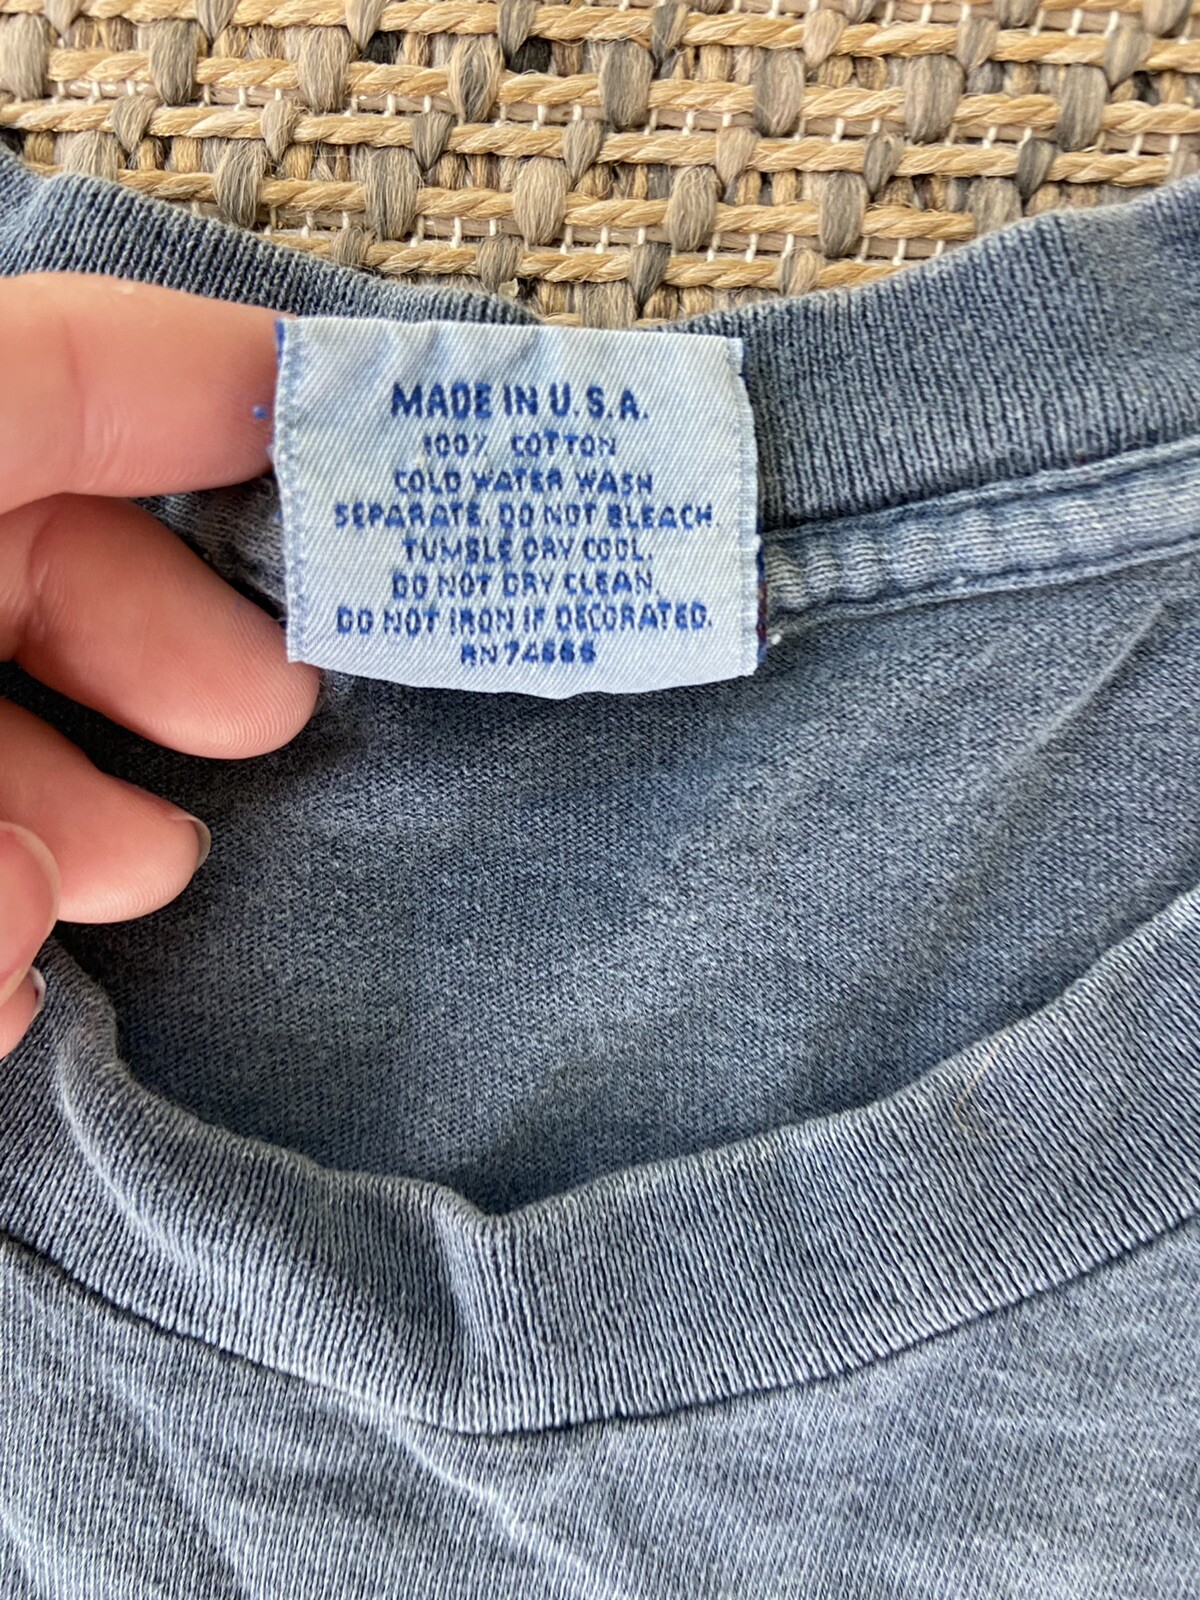 MADE IN U.S.A.
100% COTTON
COLD WATER WASH
SEPARATE. DO NOT BLEACH.
TUMBLE DRY COOL.
DO NOT DRY CLEAN.
DO NOT IRON IF DECORATED.